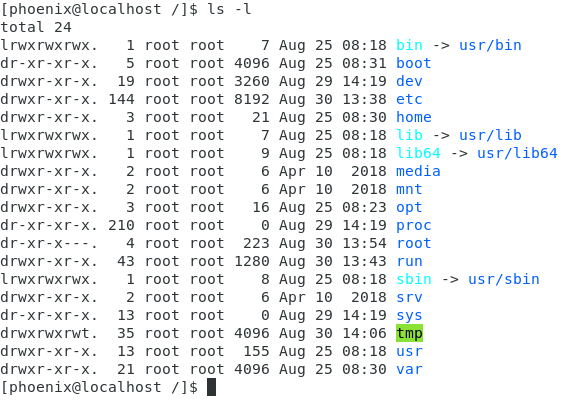 [phoenix@localhost /]$ ls -l
total 24
lrwxrwxrwx.   1 root root    7 Aug 25 08:18 bin -> usr/bin
dr-xr-xr-x.   5 root root 4096 Aug 25 08:31 boot
drwxr-xr-x.  19 root root 3260 Aug 29 14:19 dev
drwxr-xr-x. 144 root root 8192 Aug 30 13:38 etc
drwxr-xr-x.   3 root root   21 Aug 25 08:30 home
lrwxrwxrwx.   1 root root    7 Aug 25 08:18 lib -> usr/lib
lrwxrwxrwx.   1 root root    9 Aug 25 08:18 lib64 -> usr/lib64
drwxr-xr-x.   2 root root    6 Apr 10  2018 media
drwxr-xr-x.   2 root root    6 Apr 10  2018 mnt
drwxr-xr-x.   3 root root   16 Aug 25 08:23 opt
dr-xr-xr-x. 210 root root    0 Aug 29 14:19 proc
dr-xr-x---.   4 root root  223 Aug 30 13:54 root
drwxr-xr-x.  43 root root 1280 Aug 30 13:43 run
lrwxrwxrwx.   1 root root    8 Aug 25 08:18 sbin -> usr/sbin
drwxr-xr-x.   2 root root    6 Apr 10  2018 srv
dr-xr-xr-x.  13 root root    0 Aug 29 14:19 sys
drwxrwxrwt.  35 root root 4096 Aug 30 14:06 tmp
drwxr-xr-x.  13 root root  155 Aug 25 08:18 usr
drwxr-xr-x.  21 root root 4096 Aug 25 08:30 var
[phoenix@localhost /]$